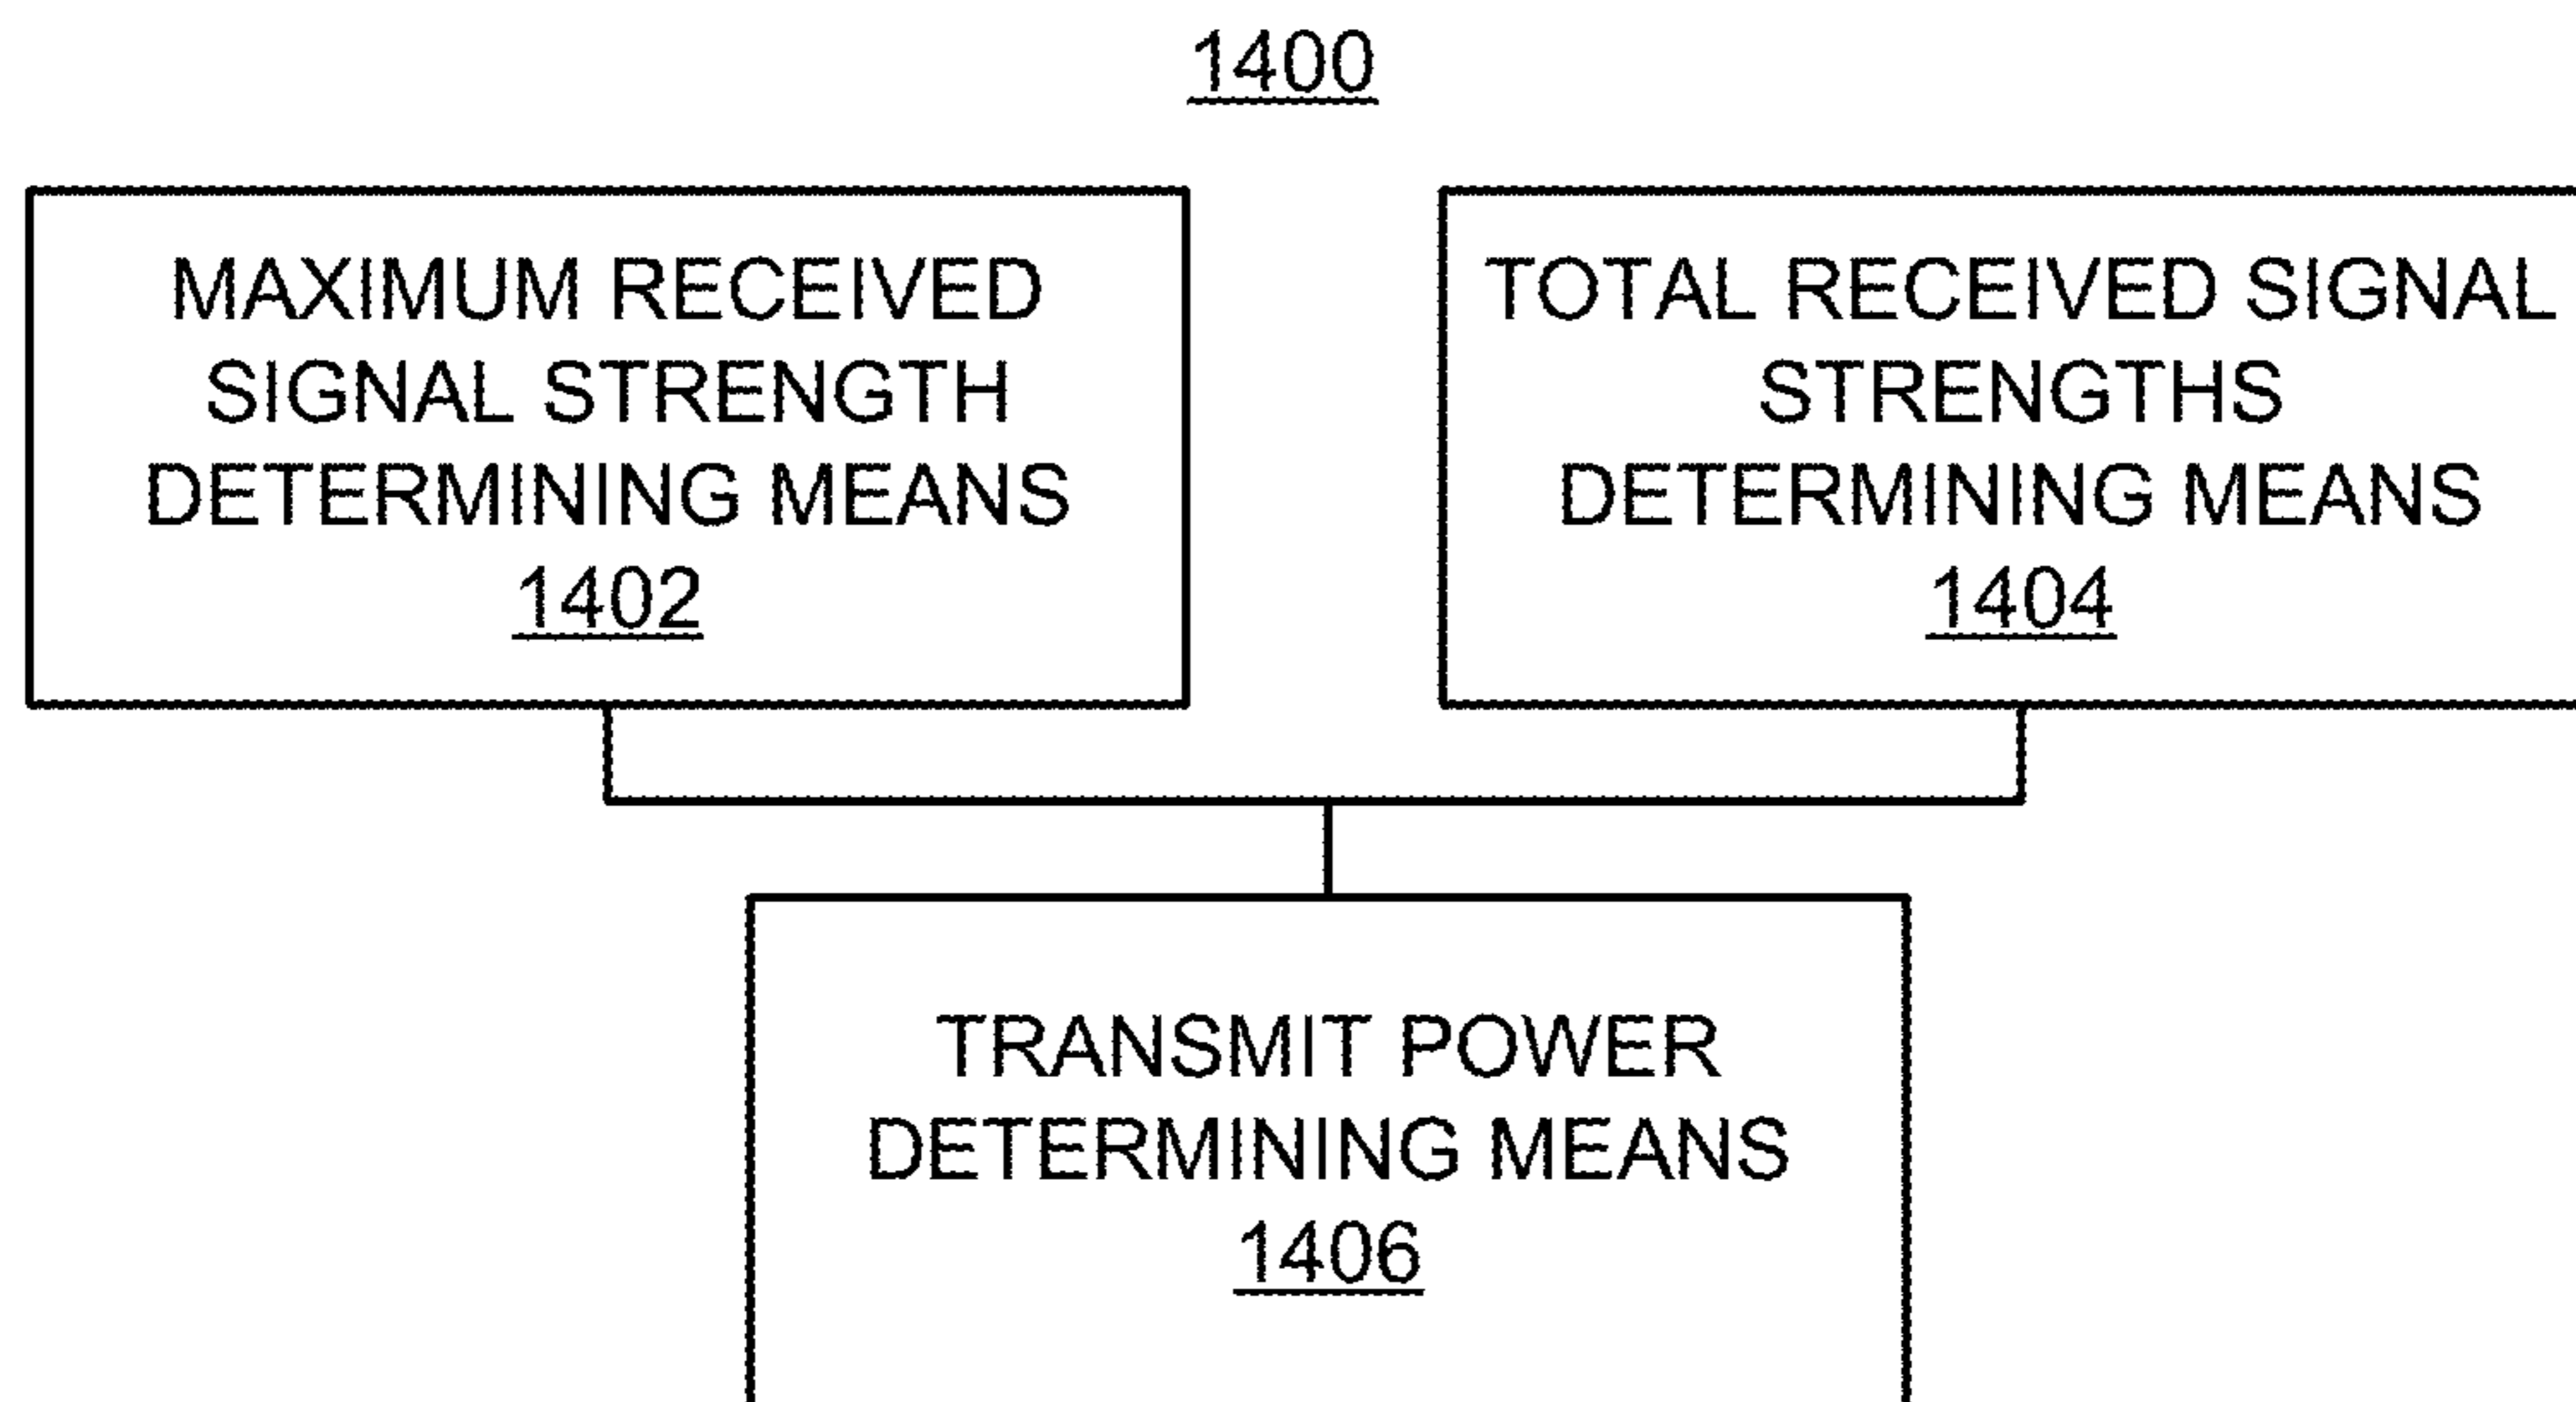 1400
MAXIMUM RECEIVED
SIGNAL STRENGTH
DETERMINING MEANS
1402
TOTAL RECEIVED SIGNAL
STRENGTHS
DETERMINING MEANS
1404
TRANSMIT POWER
DETERMINING MEANS
1406